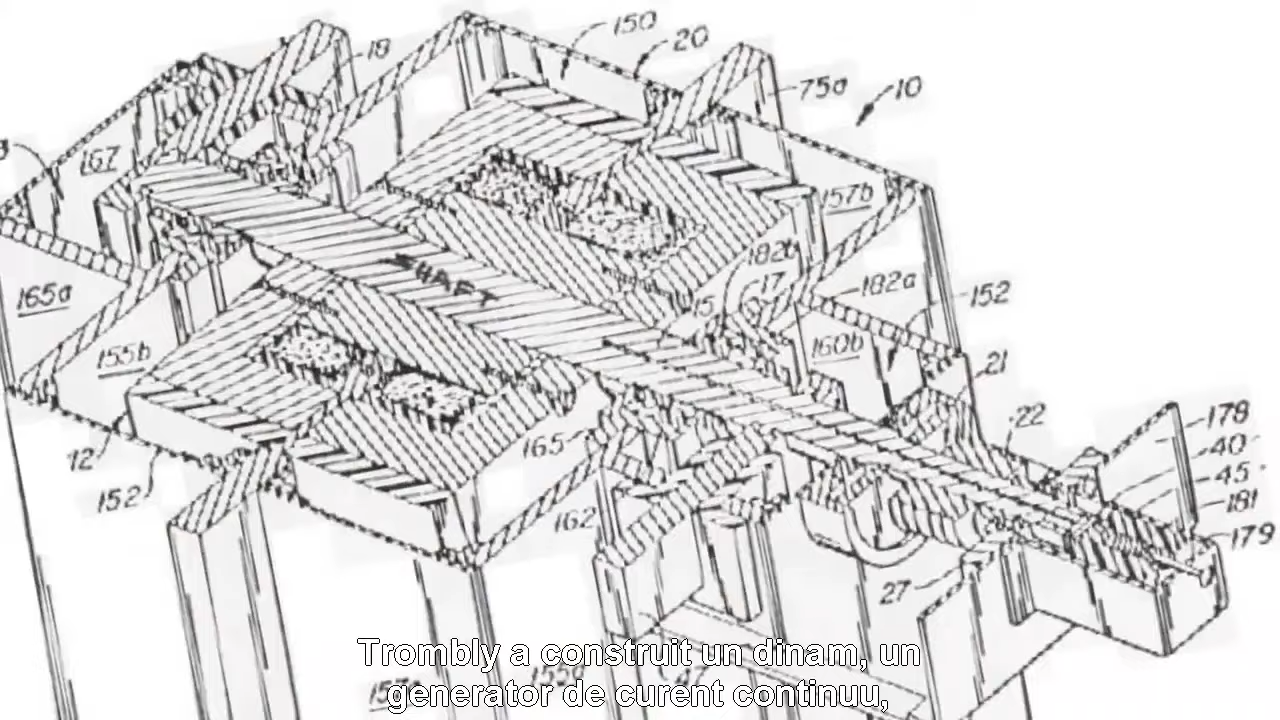 150
20
18
75a
10
167
157b
182b
17
182a
152
165a
SHAFT
15
155b
160b
21
22
178
40
45
181
179
12
152
165
162
27
Trombly a construit un dinam, un
generator de curent continuu,